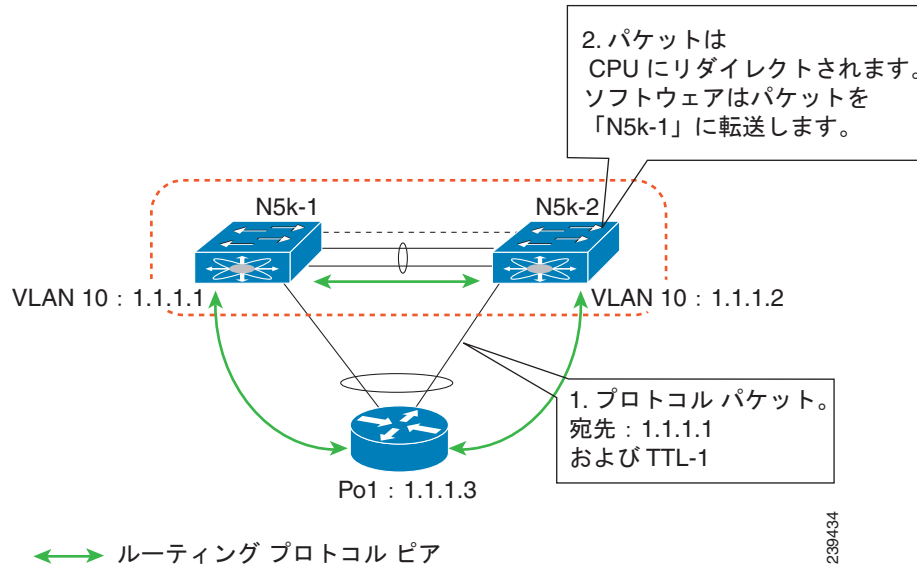 2. パケットは
CPU にリダイレクトされます。
ソフトウェアはパケットを
「N5k-1」に転送します。
N5k-1
N5k-2
VLAN 10：1.1.1.1
VLAN 10：1.1.1.2
1. プロトコル パケット。
宛先：1.1.1.1
および TTL-1
Po1：1.1.1.3
ルーティング プロトコル ピア
239434